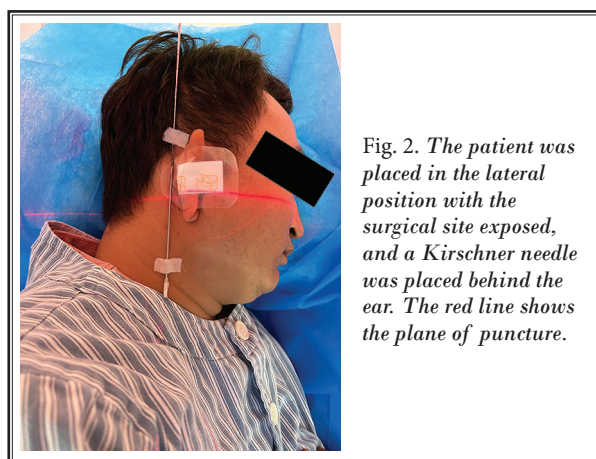 Fig. 2. The patient was
placed in the lateral
position with the
surgical site exposed,
and a Kirschner needle
was placed behind the
ear. The red line shows
the plane of puncture.